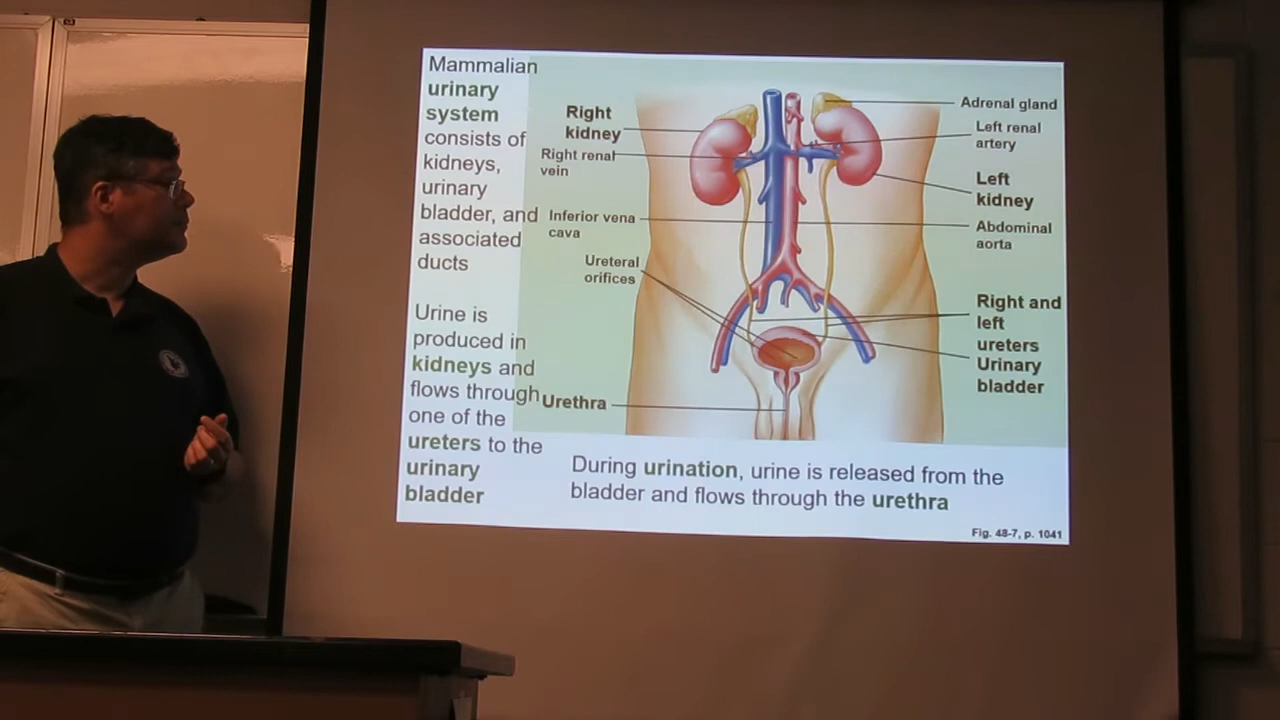 Mammalian
urinary
system
consists of
kidneys,
urinary
bladder, and
associated
ducts
Urine is
produced in
kidneys and
flows through
one of the
ureters to the
urinary
bladder
Right
kidney
Right renal
vein
Inferior vena
cava
Ureteral
orifices
Urethra
Adrenal gland
Left renal
artery
Left
kidney
Abdominal
aorta
Right and
left
ureters
Urinary
bladder
During urination, urine is released from the
bladder and flows through the urethra
Fig. 48-7, p. 1041